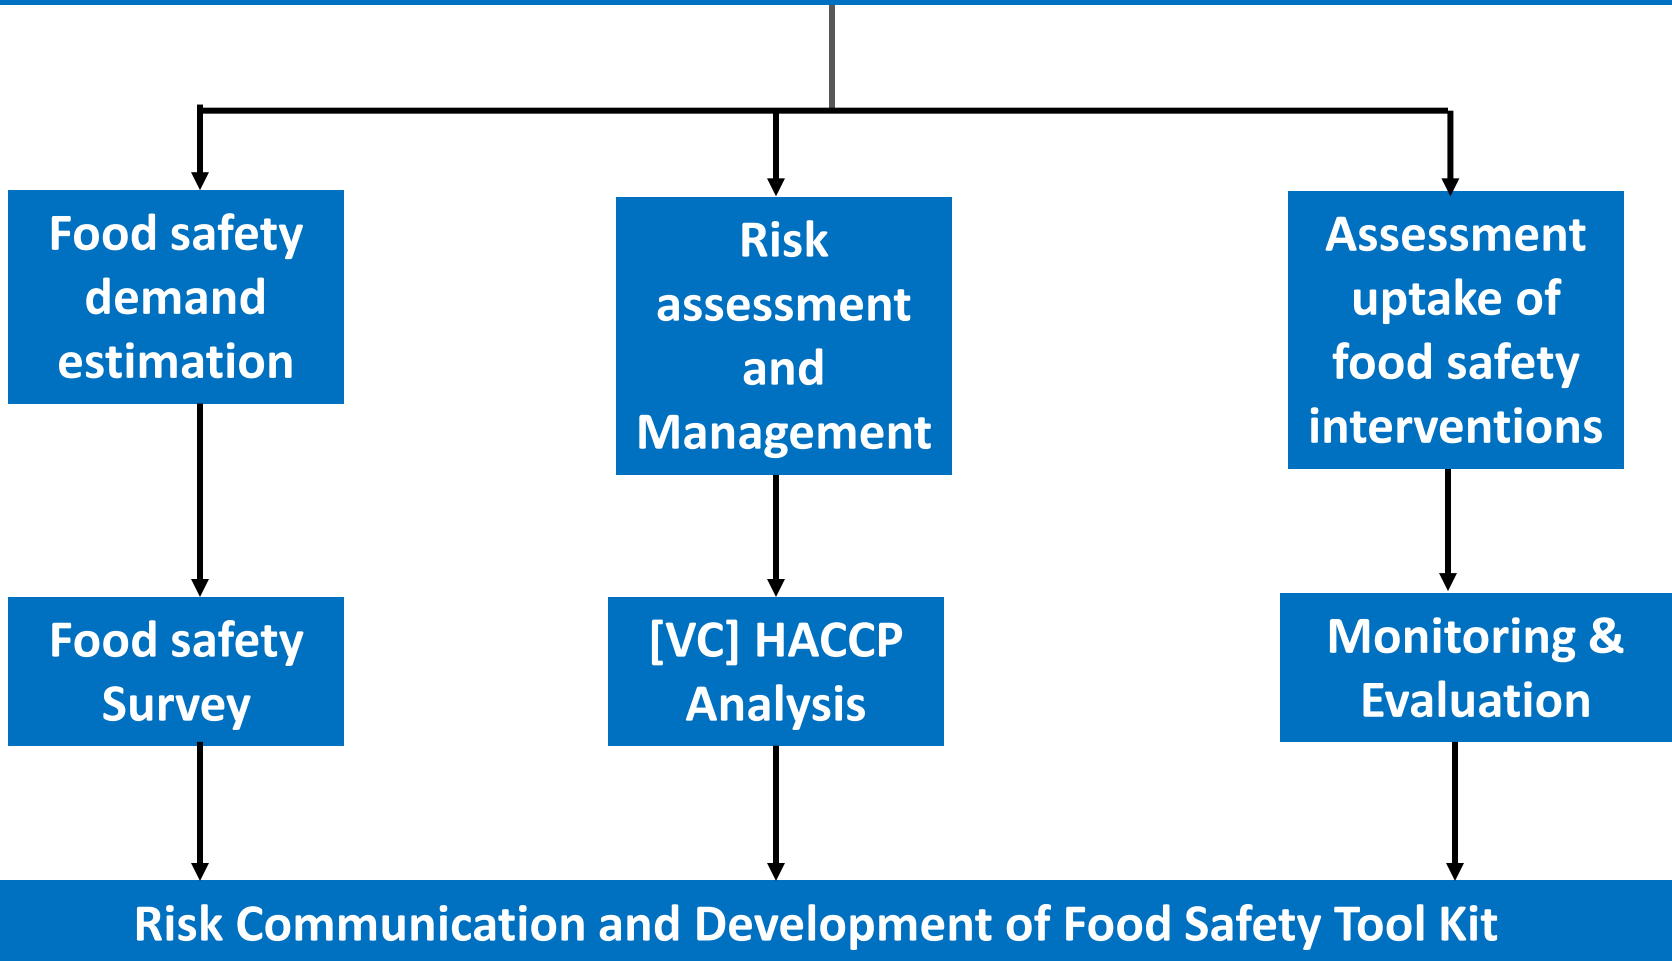 Food safety
demand
estimation
Risk
assessment
and
Management
Assessment
uptake of
food safety
interventions
Food safety
Survey
[VC] HACCP
Analysis
Monitoring &
Evaluation
Risk Communication and Development of Food Safety Tool Kit